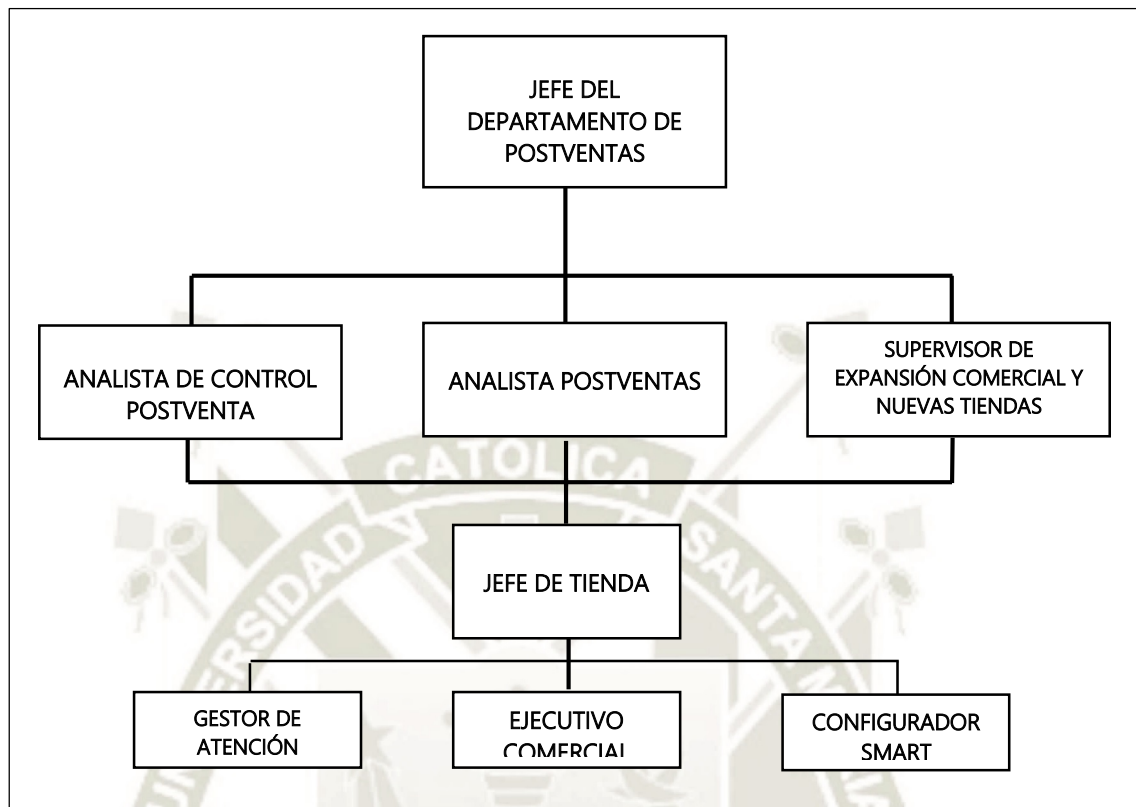 JEFE DEL
DEPARTAMENTO DE
POSTVENTAS
ANALISTA DE CONTROL
POSTVENTA
ANALISTA POSTVENTAS
SUPERVISOR DE
EXPANSIÓN COMERCIAL Y
NUEVAS TIENDAS
JEFE DE TIENDA
GESTOR DE
ATENCIÓN
EJECUTIVO
COMERCIAL
CONFIGURADOR
SMART
CATOLICA
SANTA